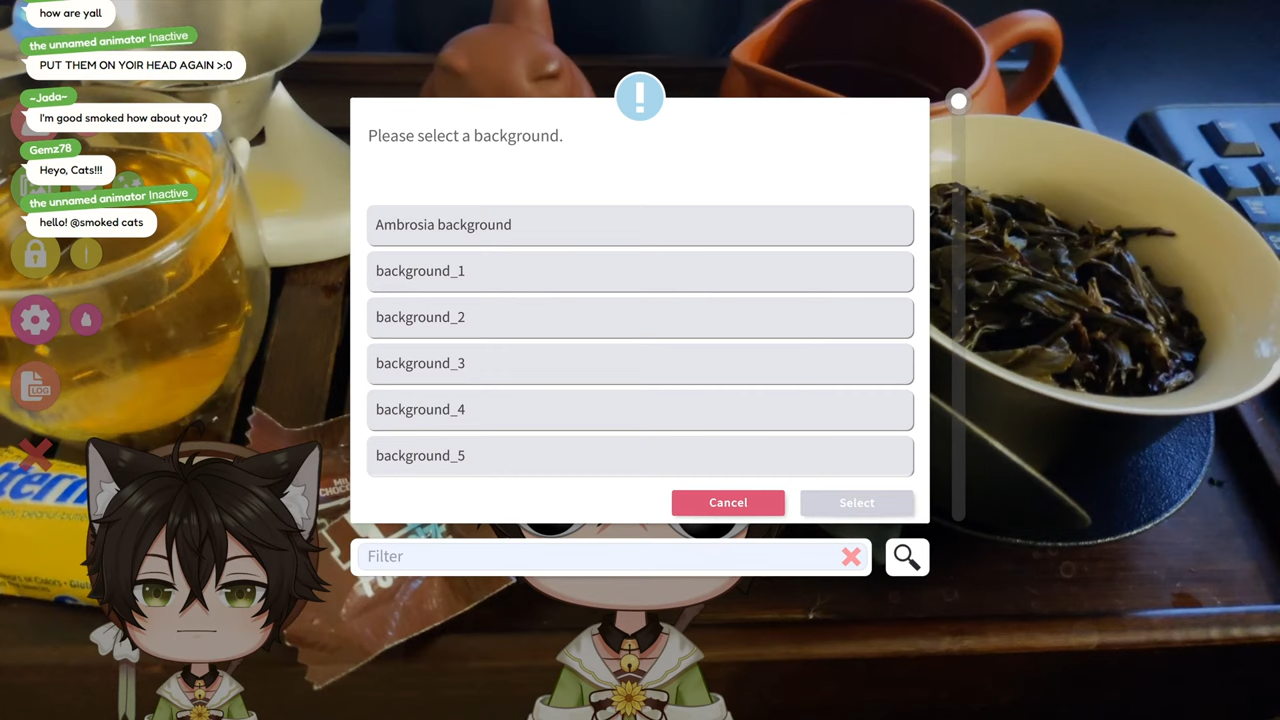 how are yall
the unnamed animator Inactive
PUT THEM ON YOIR HEAD AGAIN >:0
~Jada~
I'm good smoked how about you?
Gemz78
Heyo, Cats!!!
the unnamed animator Inactive
hello! @smoked cats
LOG
Please select a background.
Ambrosia background
background_1
background_2
background_3
background_4
background_5
Cancel
Select
Filter